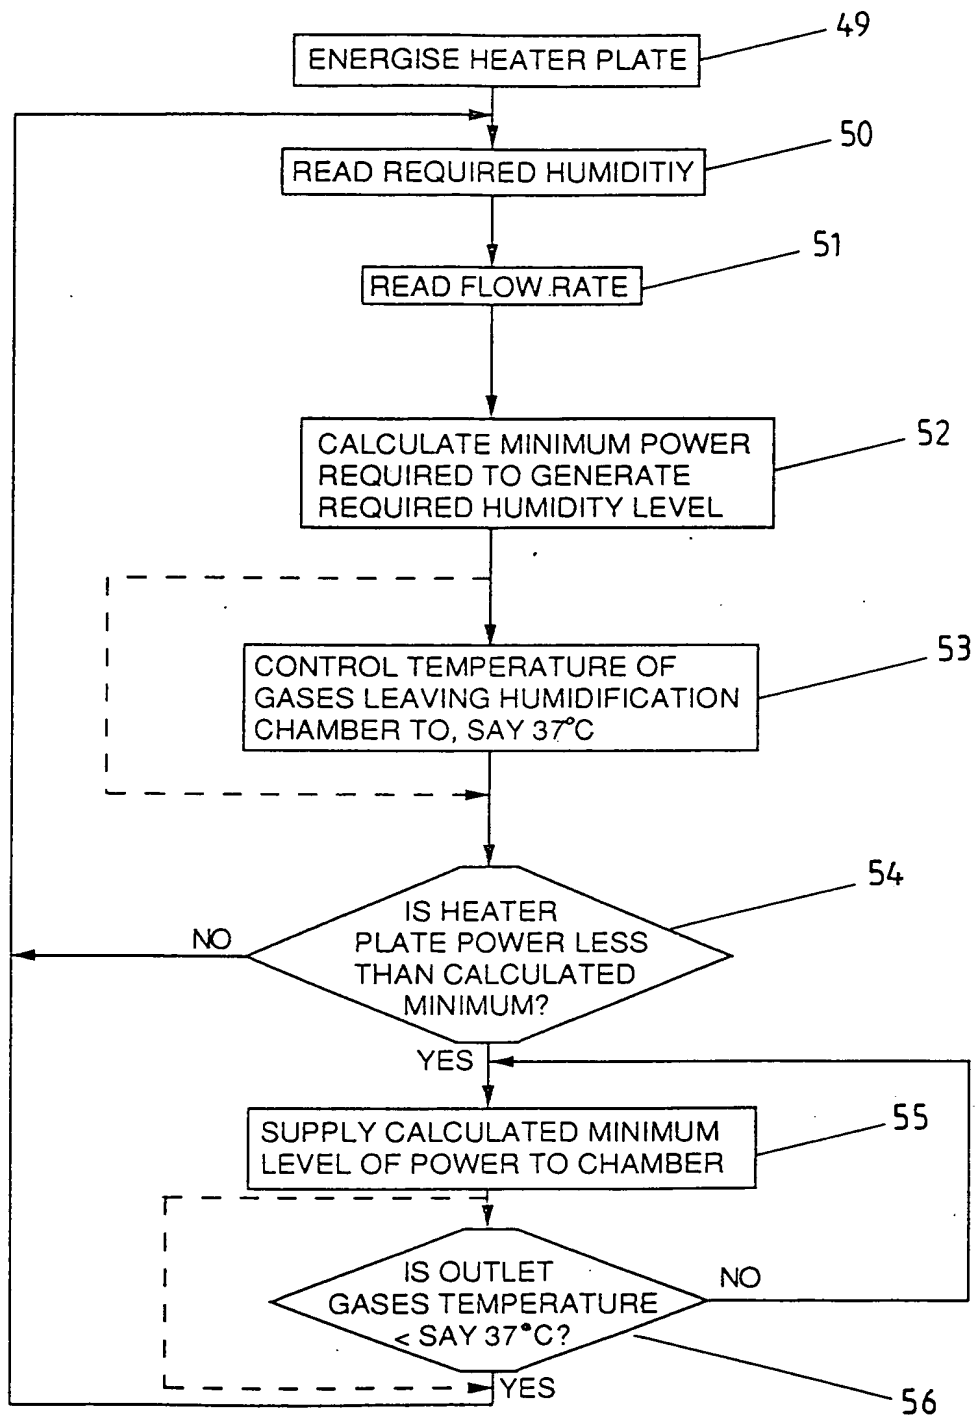 49
ENERGISE HEATER PLATE
50
READ REQUIRED HUMIDITIY
51
READ FLOW RATE
52
CALCULATE MINIMUM POWER
REQUIRED TO GENERATE
REQUIRED HUMIDITY LEVEL
53
CONTROL TEMPERATURE OF
GASES LEAVING HUMIDIFICATION
CHAMBER TO, SAY 37°C
54
IS HEATER
PLATE POWER LESS
THAN CALCULATED
MINIMUM?
NO
YES
55
SUPPLY CALCULATED MINIMUM
LEVEL OF POWER TO CHAMBER
IS OUTLET
GASES TEMPERATURE
< SAY 37°C?
NO
YES
56